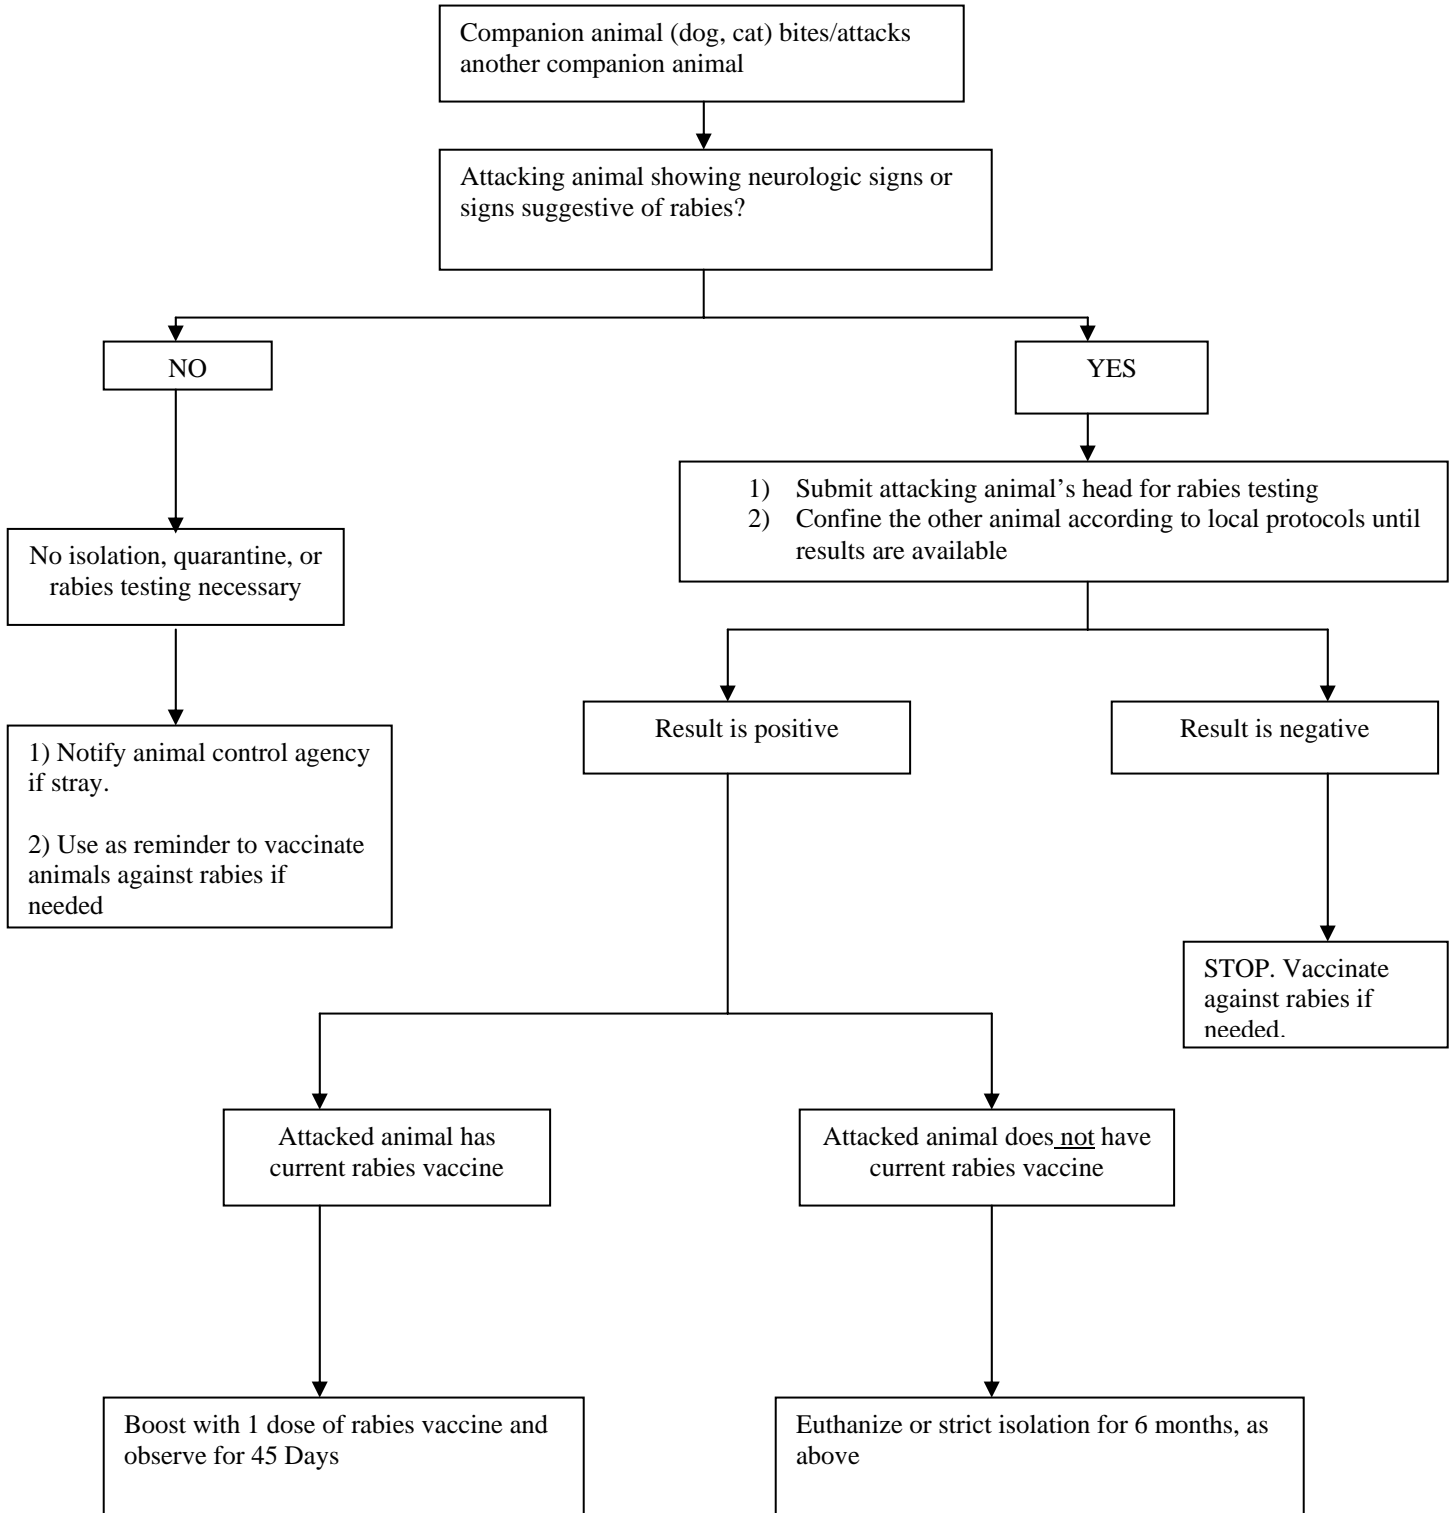 Companion animal (dog, cat) bites/attacks
another companion animal
Attacking animal showing neurologic signs or
signs suggestive of rabies?
NO
YES
1) Submit attacking animal's head for rabies testing
2) Confine the other animal according to local protocols until
results are available
No isolation, quarantine, or
rabies testing necessary
Result is positive
Result is negative
1) Notify animal control agency
if stray.
2) Use as reminder to vaccinate
animals against rabies if
needed
STOP. Vaccinate
against rabies if
needed.
Attacked animal has
current rabies vaccine
Attacked animal does not have
current rabies vaccine
Boost with 1 dose of rabies vaccine and
observe for 45 Days
Euthanize or strict isolation for 6 months, as
above